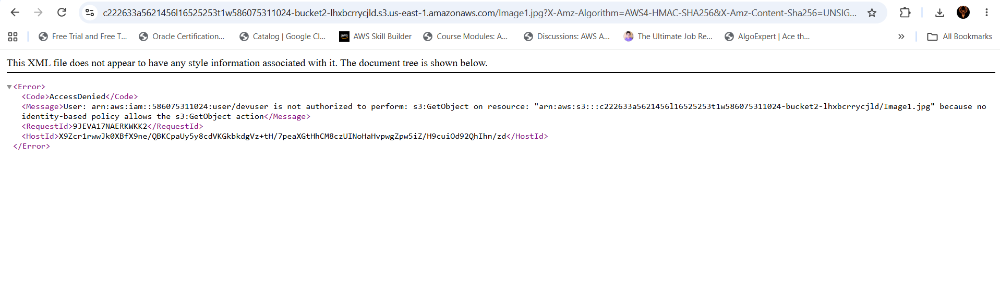 c222633a5621456l16525253t1w586075311024-bucket2-lhxbcrrycjld.s3.us-east-1.amazonaws.com/Image1.jpg?X-Amz-Algorithm=AWS4-HMAC-SHA256&X-Amz-Content-Sha256=UNSIG...
Free Trial and Free T...
Oracle Certification...
Catalog | Google Cl...
aws
AWS Skill Builder
Course Modules: A...
Discussions: AWS A...
The Ultimate Job Re...
AlgoExpert | Ace th...
All Bookmarks
This XML file does not appear to have any style information associated with it. The document tree is shown below.
<Error>
<Code>AccessDenied</Code>
<Message>User: arn:aws:iam::586075311024:user/devuser is not authorized to perform: s3:GetObject on resource: "arn:aws:s3:::c222633a5621456l16525253t1w586075311024-bucket2-lhxbcrrycjld/Image1.jpg" because no
identity-based policy allows the s3:GetObject action</Message>
<RequestId>9JEVA17NAERKWKK2</RequestId>
<HostId>X9Zcr1rwwJk0XBfX9ne/QBKCpaUy5y8cdVKGkbkdgVz+tH/7peaXGtHhCM8czUINoHaHvpwgZpw5iZ/H9cuiOd92QhIhn/zd</HostId>
</Error>